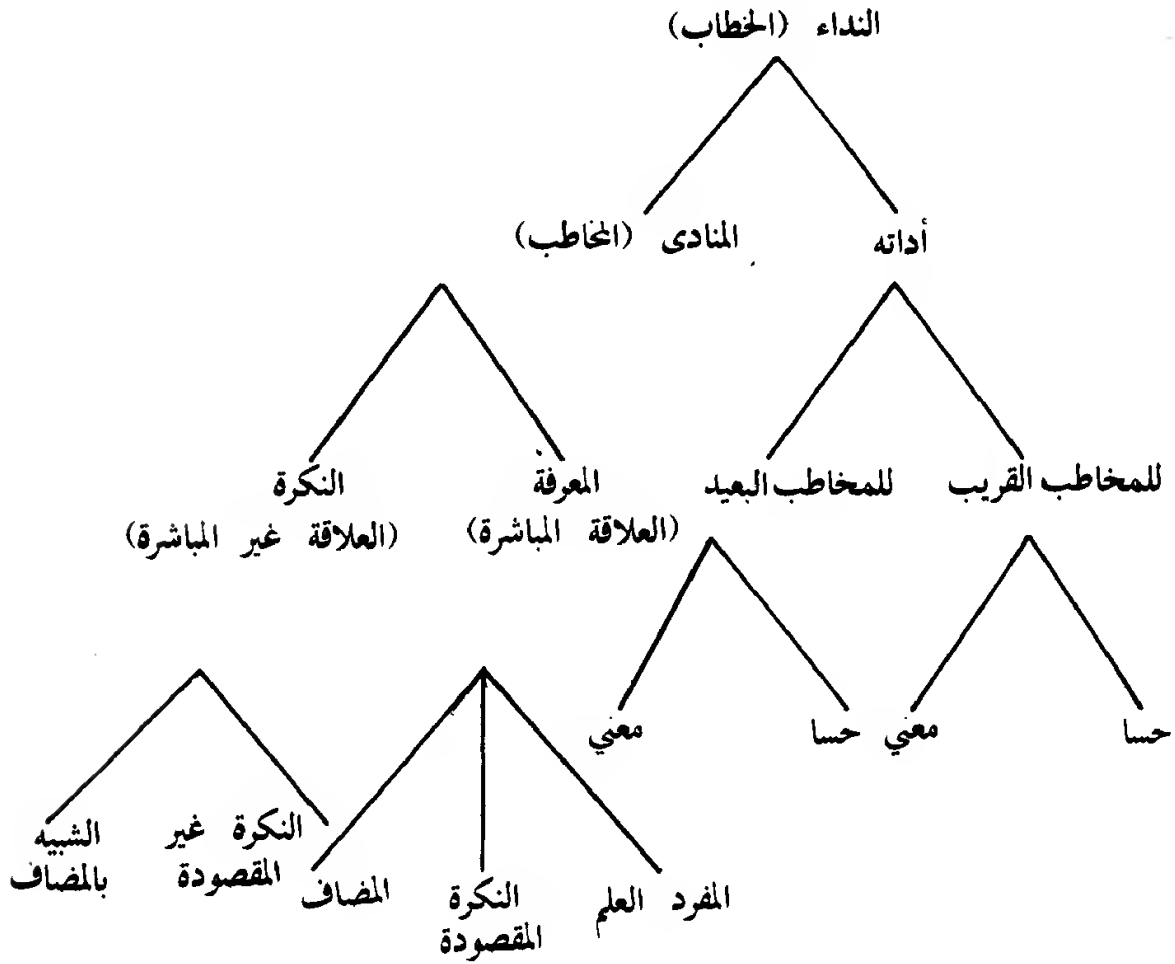 النداء (الخطاب)
أداته
المنادى (المخاطب)
للمخاطب القريب
للمخاطب البعيد
المعرفة
(العلاقة المباشرة)
النكرة
(العلاقة غير المباشرة)
حسا
معني
حسا
معني
المفرد العلم
النكرة
المقصودة
المضاف
النكرة غير
المقصودة
الشبيه
بالمضاف